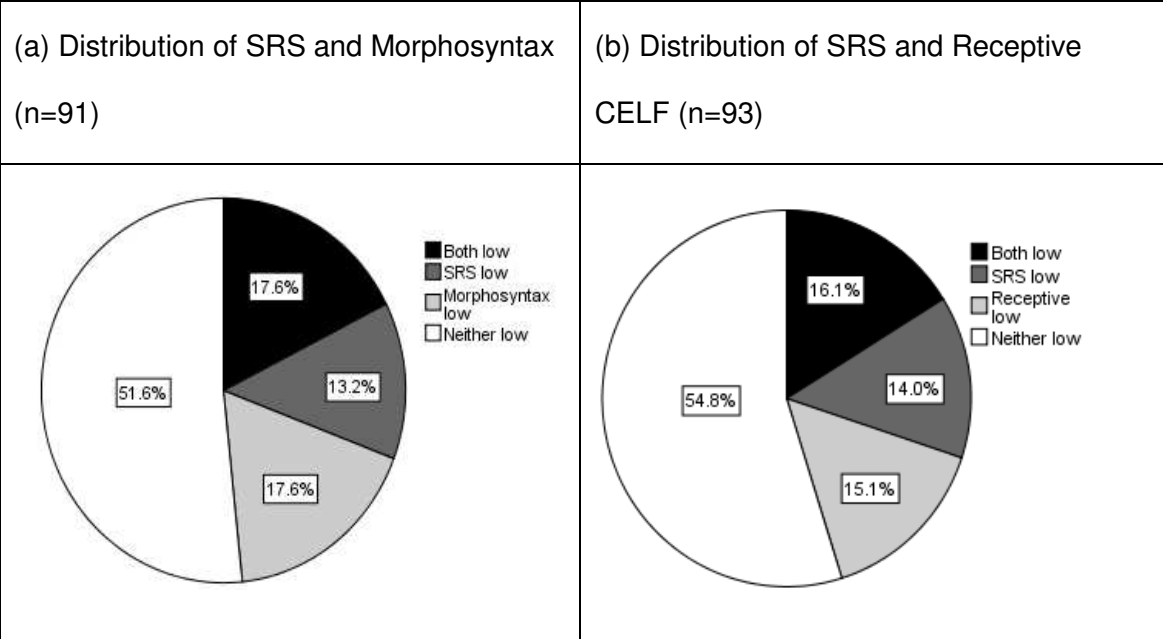 (a) Distribution of SRS and Morphosyntax
(n=91)
(b) Distribution of SRS and Receptive
CELF (n=93)
17.6%
13.2%
17.6%
51.6%
Both low
SRS low
Morphosyntax
low
Neither low
16.1%
14.0%
15.1%
54.8%
Both low
SRS low
Receptive
low
Neither low